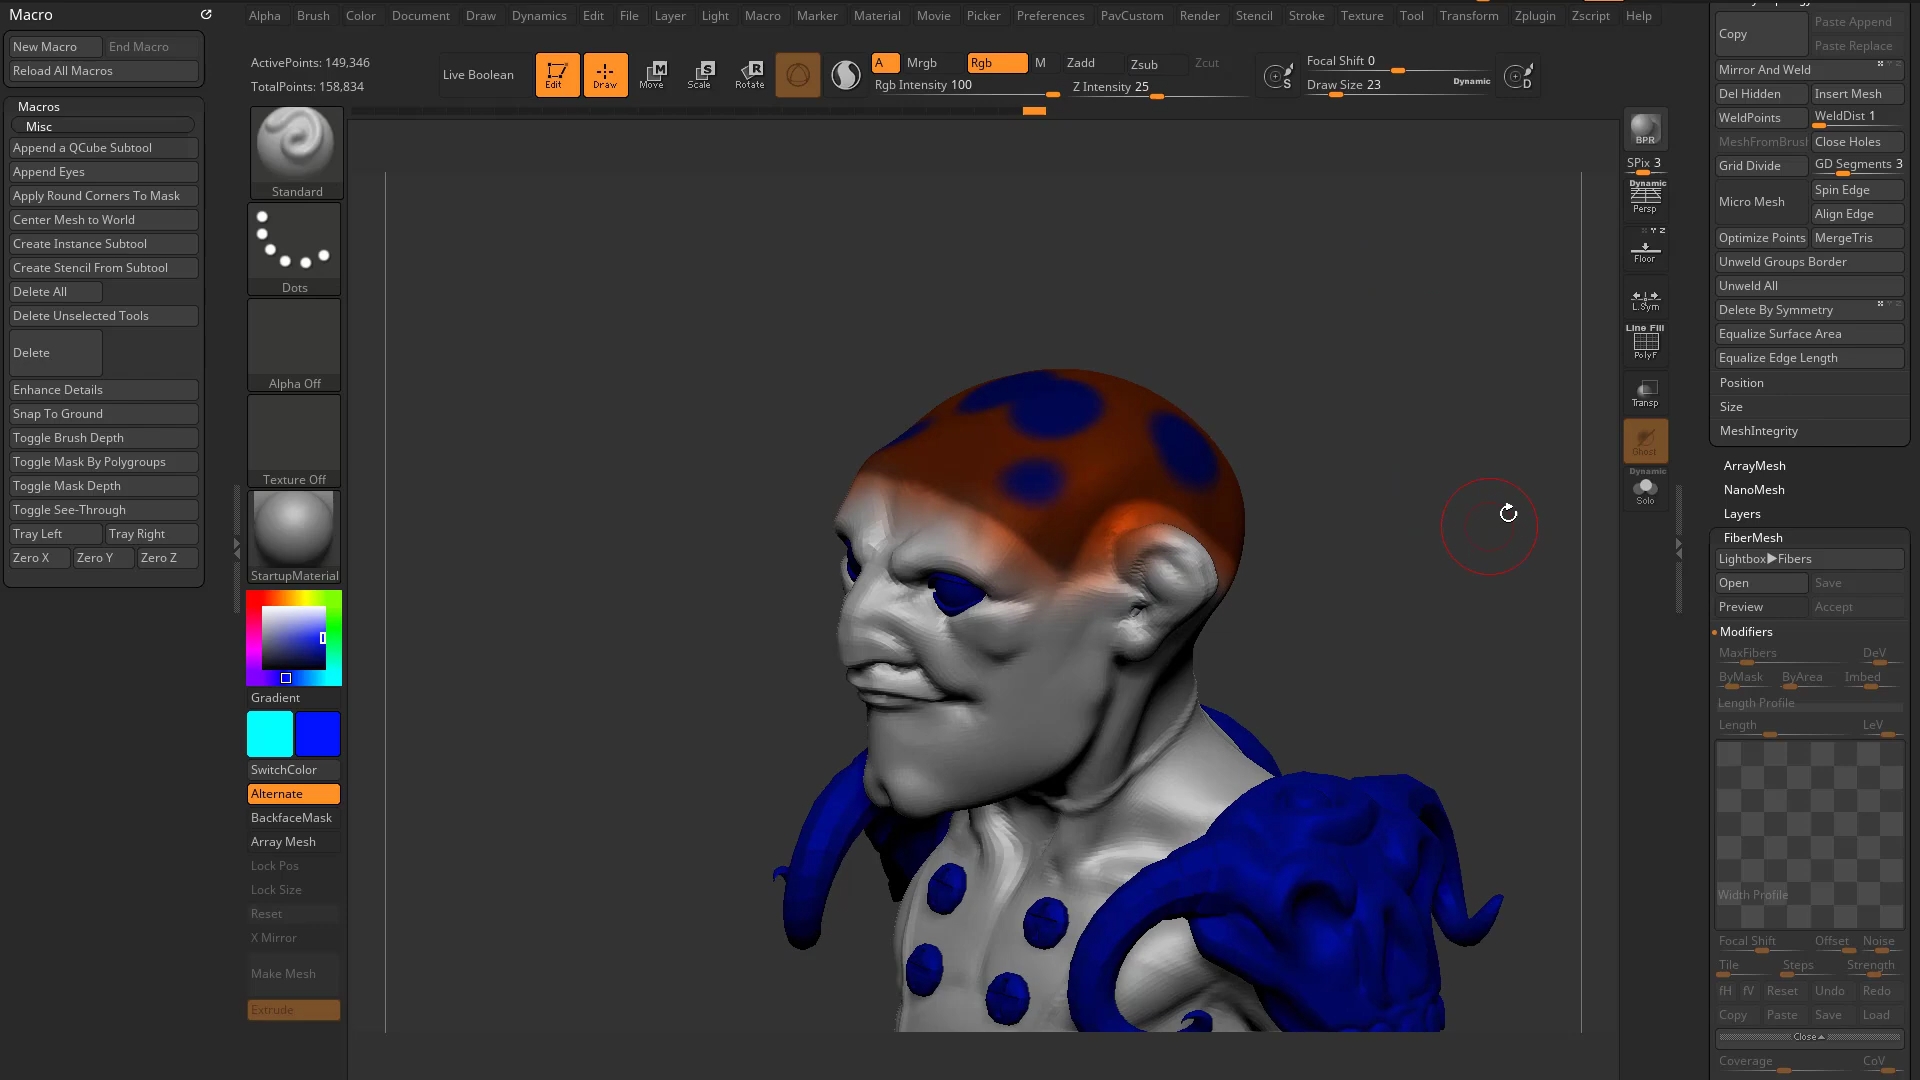 Macro
Alpha Brush Color Document Draw Dynamics Edit File Layer Light Macro Marker Material Movie Picker Preferences PavCustom Render Stencil Stroke Texture Tool Transform Zplugin Zscript Help
New Macro End Macro
Reload All Macros
Macros
Misc
Append a QCube Subtool
Append Eyes
Apply Round Corners To Mask
Center Mesh to World
Create Instance Subtool
Create Stencil From Subtool
Delete All
Delete Unselected Tools
Delete
Enhance Details
Snap To Ground
Toggle Brush Depth
Toggle Mask By Polygroups
Toggle Mask Depth
Toggle See-Through
Tray Left Tray Right
Zero X Zero Y Zero Z
ActivePoints: 149,346
TotalPoints: 158,834
Live Boolean
Edit Draw Move Scale Rotate
A Mrgb Rgb M Zadd Zsub Zcut
Rgb Intensity 100 Z Intensity 25
S
Focal Shift 0
Draw Size 23 Dynamic
D
Standard
Dots
Alpha Off
Texture Off
StartupMaterial
Gradient
SwitchColor
Alternate
BackfaceMask
Array Mesh
Lock Pos
Lock Size
Reset
X Mirror
Make Mesh
Extrude
BPR
SPix 3
Dynamic
Persp
Floor
L.Sym
Line Fill
PolyF
Transp
Ghost
Dynamic
Solo
Copy Paste Append
Paste Replace
Mirror And Weld
Del Hidden Insert Mesh
WeldPoints WeldDist 1
MeshFromBrush Close Holes
Grid Divide GD Segments 3
Micro Mesh Spin Edge
Align Edge
Optimize Points MergeTris
Unweld Groups Border
Unweld All
Delete By Symmetry
Equalize Surface Area
Equalize Edge Length
Position
Size
MeshIntegrity
ArrayMesh
NanoMesh
Layers
FiberMesh
Lightbox▶Fibers
Open Save
Preview Accept
Modifiers
MaxFibers DeV
ByMask ByArea Imbed
Length Profile
Length LeV
Width Profile
Focal Shift Offset Noise
Tile Steps Strength
fH fV Reset Undo Redo
Copy Paste Save Load
Close
Coverage CoV